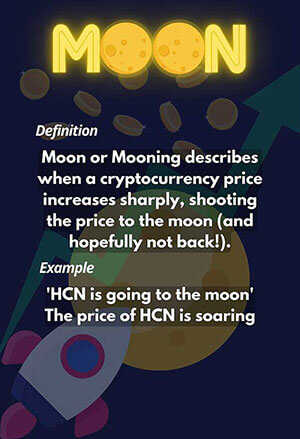 MOON
Definition
Moon or Mooning describes
when a cryptocurrency price
increases sharply, shooting
the price to the moon (and
hopefully not back!).
Example
'HCN is going to the moon'
The price of HCN is soaring